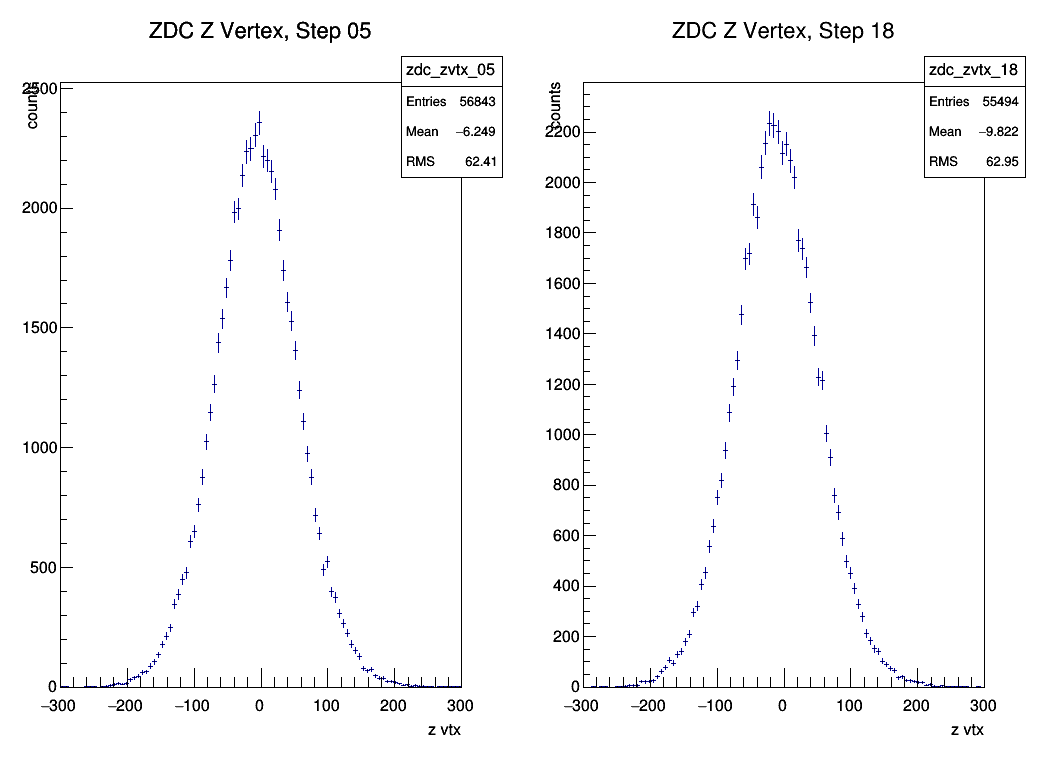 ZDC Z Vertex, Step 05
zdc_zvtx_05
Entries 56843
Mean −6.249
RMS 62.41
counts
2500
2000
1500
1000
500
0
−300 −200 −100 0 100 200 300
z vtx
ZDC Z Vertex, Step 18
zdc_zvtx_18
Entries 55494
Mean −9.822
RMS 62.95
counts
2200
2000
1800
1600
1400
1200
1000
800
600
400
200
0
−300 −200 −100 0 100 200 300
z vtx